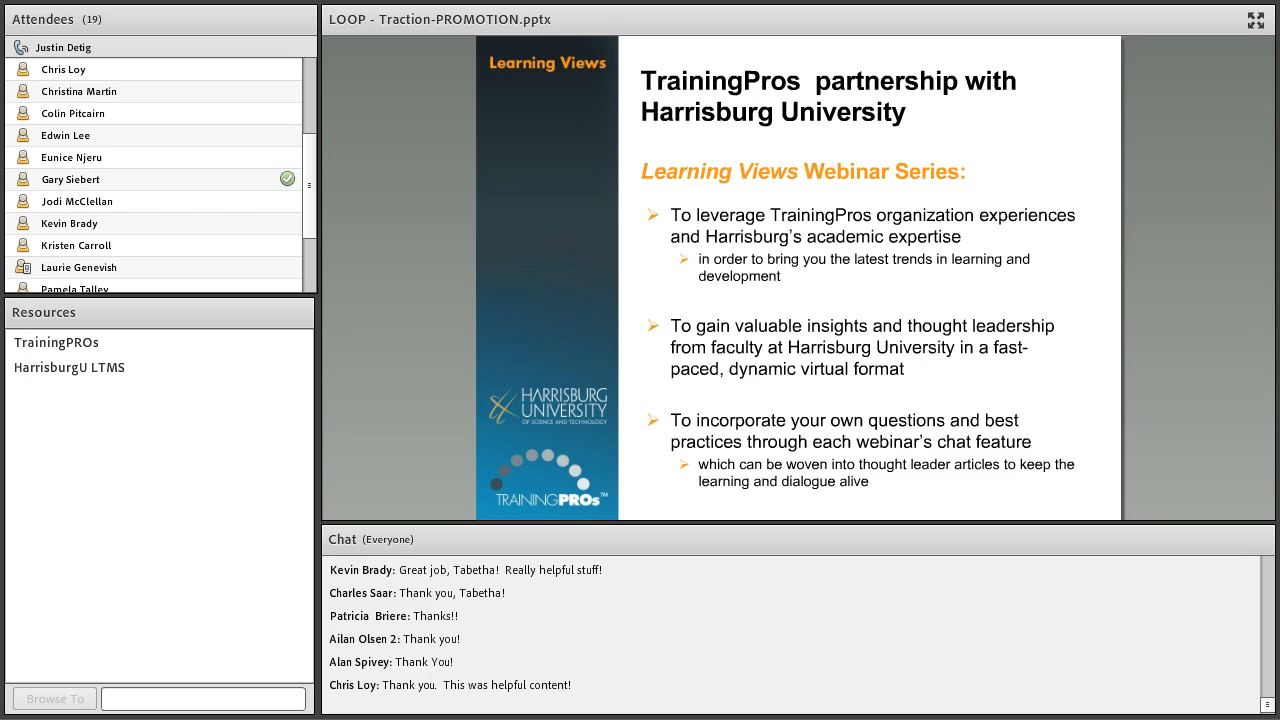 Attendees (19)
Justin Detig
Chris Loy
Christina Martin
Colin Pitcairn
Edwin Lee
Eunice Njeru
Gary Siebert
Jodi McClellan
Kevin Brady
Kristen Carroll
Laurie Genevish
Pamela Talley
Resources
TrainingPROs
HarrisburgU LTMS
Browse To
LOOP - Traction-PROMOTION.pptx
Learning Views
HARRISBURG
UNIVERSITY
OF SCIENCE AND TECHNOLOGY
TRAININGPROs™
TrainingPros partnership with
Harrisburg University
Learning Views Webinar Series:
To leverage TrainingPros organization experiences
and Harrisburg’s academic expertise
in order to bring you the latest trends in learning and
development
To gain valuable insights and thought leadership
from faculty at Harrisburg University in a fast-
paced, dynamic virtual format
To incorporate your own questions and best
practices through each webinar’s chat feature
which can be woven into thought leader articles to keep the
learning and dialogue alive
Chat (Everyone)
Kevin Brady: Great job, Tabetha! Really helpful stuff!
Charles Saar: Thank you, Tabetha!
Patricia Briere: Thanks!!
Ailan Olsen 2: Thank you!
Alan Spivey: Thank You!
Chris Loy: Thank you. This was helpful content!